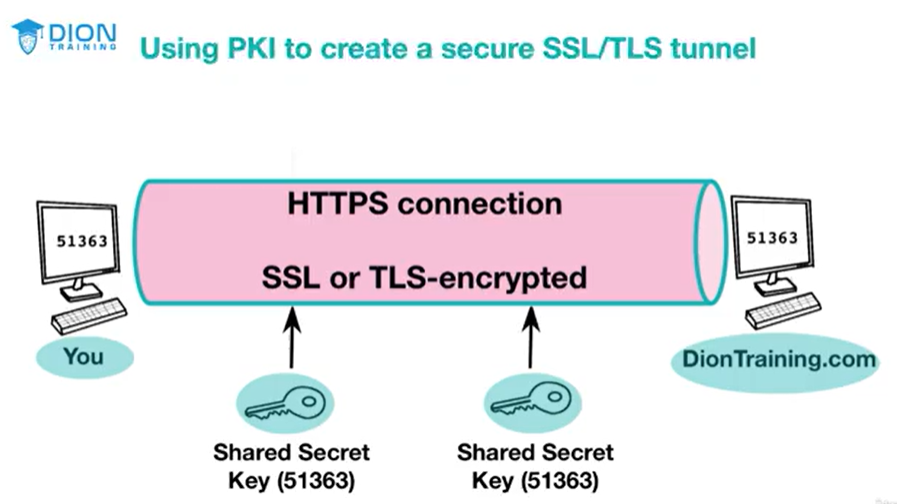 DION
TRAINING
Using PKI to create a secure SSL/TLS tunnel
HTTPS connection
SSL or TLS-encrypted
51363
51363
You
DionTraining.com
Shared Secret
Key (51363)
Shared Secret
Key (51363)